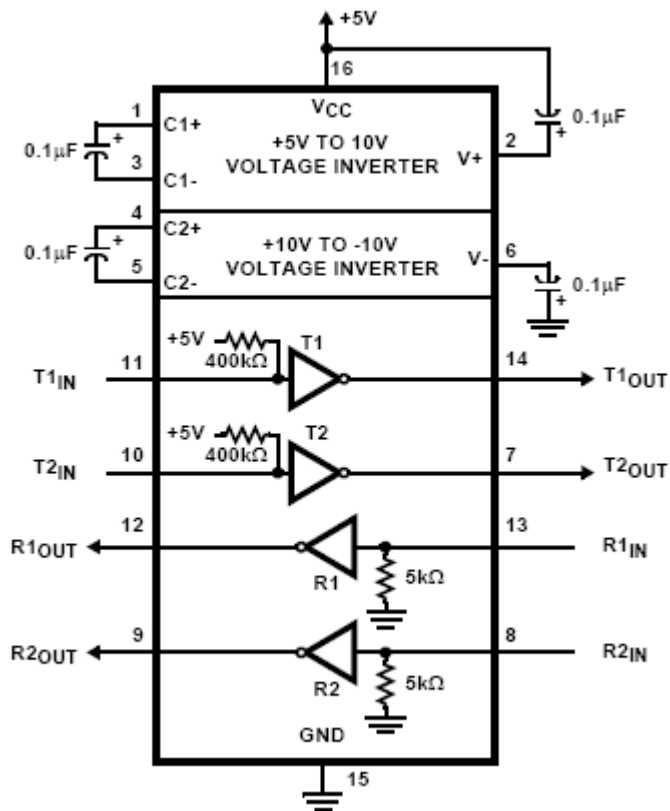 +5V
16
VCC
1
C1+
0.1μF
+
3
C1-
+5V TO 10V
VOLTAGE INVERTER
V+
2
0.1μF
+
4
C2+
0.1μF
+
5
C2-
+10V TO -10V
VOLTAGE INVERTER
V-
6
0.1μF
+
+5V
400kΩ
T1
T1IN
11
14
T1OUT
+5V
400kΩ
T2
T2IN
10
7
T2OUT
R1OUT
12
13
R1IN
R1
5kΩ
R2OUT
9
8
R2IN
R2
5kΩ
GND
15